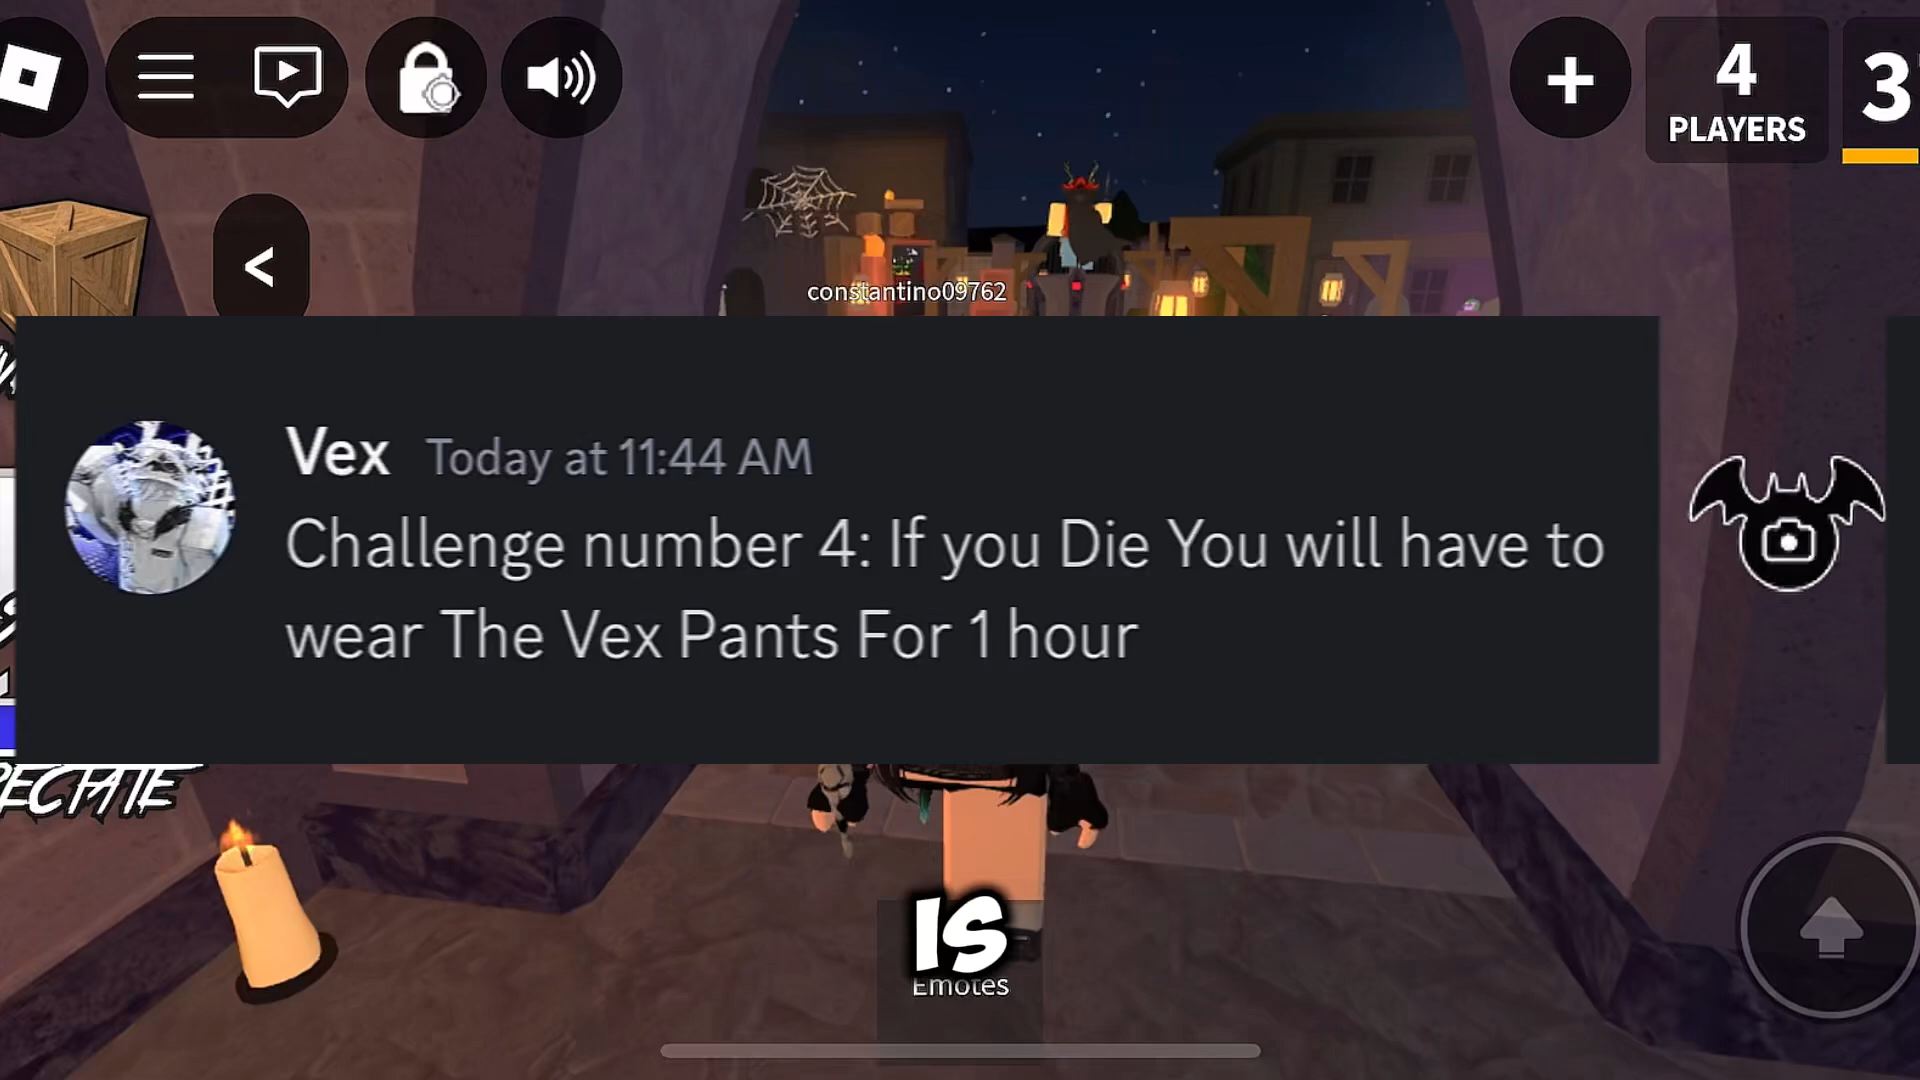 4
PLAYERS
3
<
constantino09762
Vex Today at 11:44 AM
Challenge number 4: If you Die You will have to
wear The Vex Pants For 1 hour
PECTATE
IS
Emotes